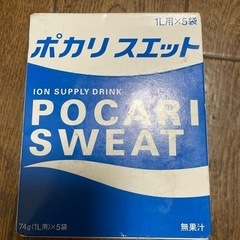 1L用×5袋
ポカリ スエット
ION SUPPLY DRINK
POCARI
SWEAT
74g(1L用)×5袋
無果汁